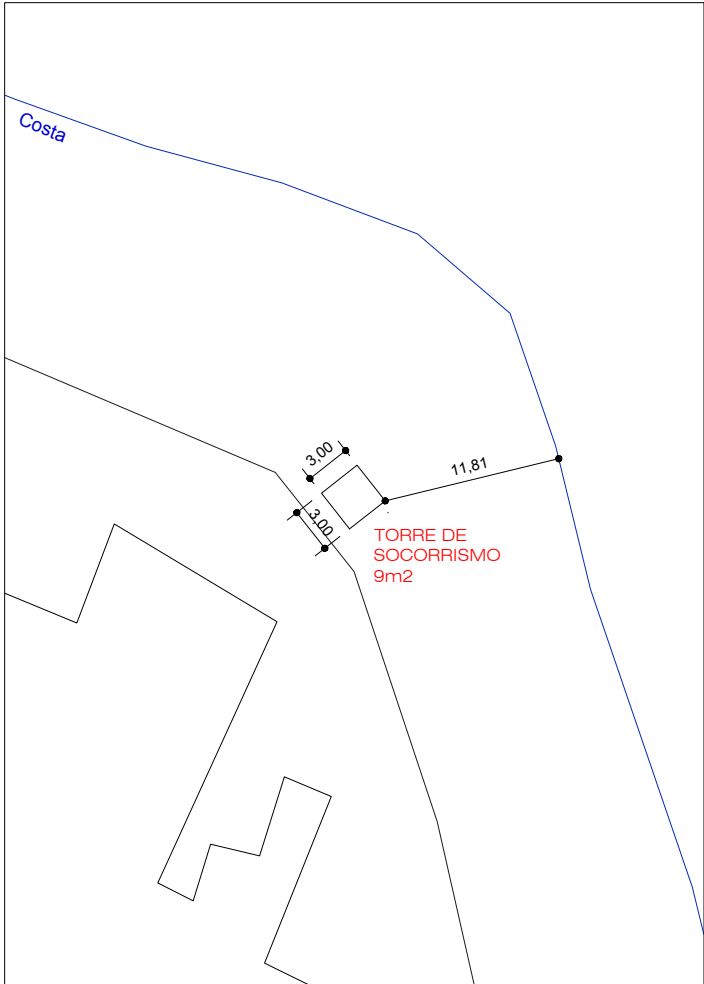 Costa
3,00
11,81
3,00
TORRE DE
SOCORRISMO
9m2